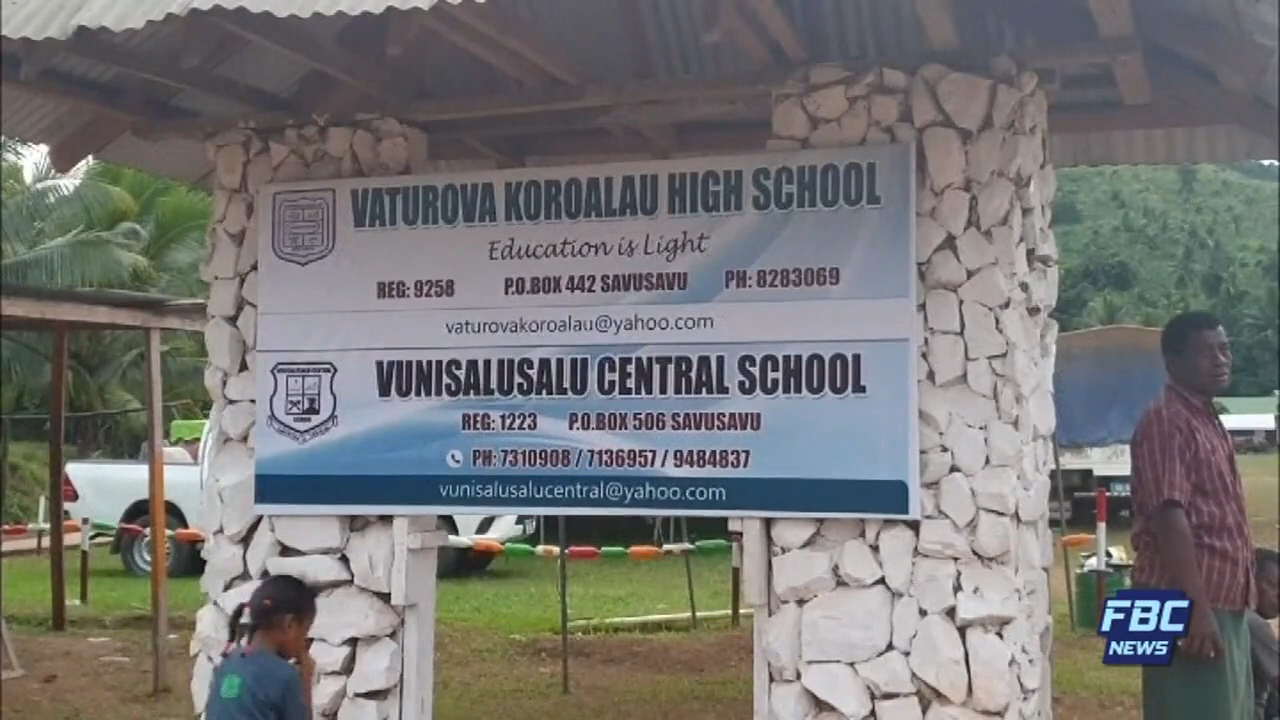 VATUROVA KOROALAU HIGH SCHOOL
Education is Light
REG: 9258 P.O.BOX 442 SAVUSAVU PH: 8283069
vaturovakoroalau@yahoo.com
VUNISALUSALU CENTRAL SCHOOL
REG: 1223 P.O.BOX 506 SAVUSAVU
PH: 7310908 / 7136957 / 9484837
vunisalusalucentral@yahoo.com
FBC
NEWS